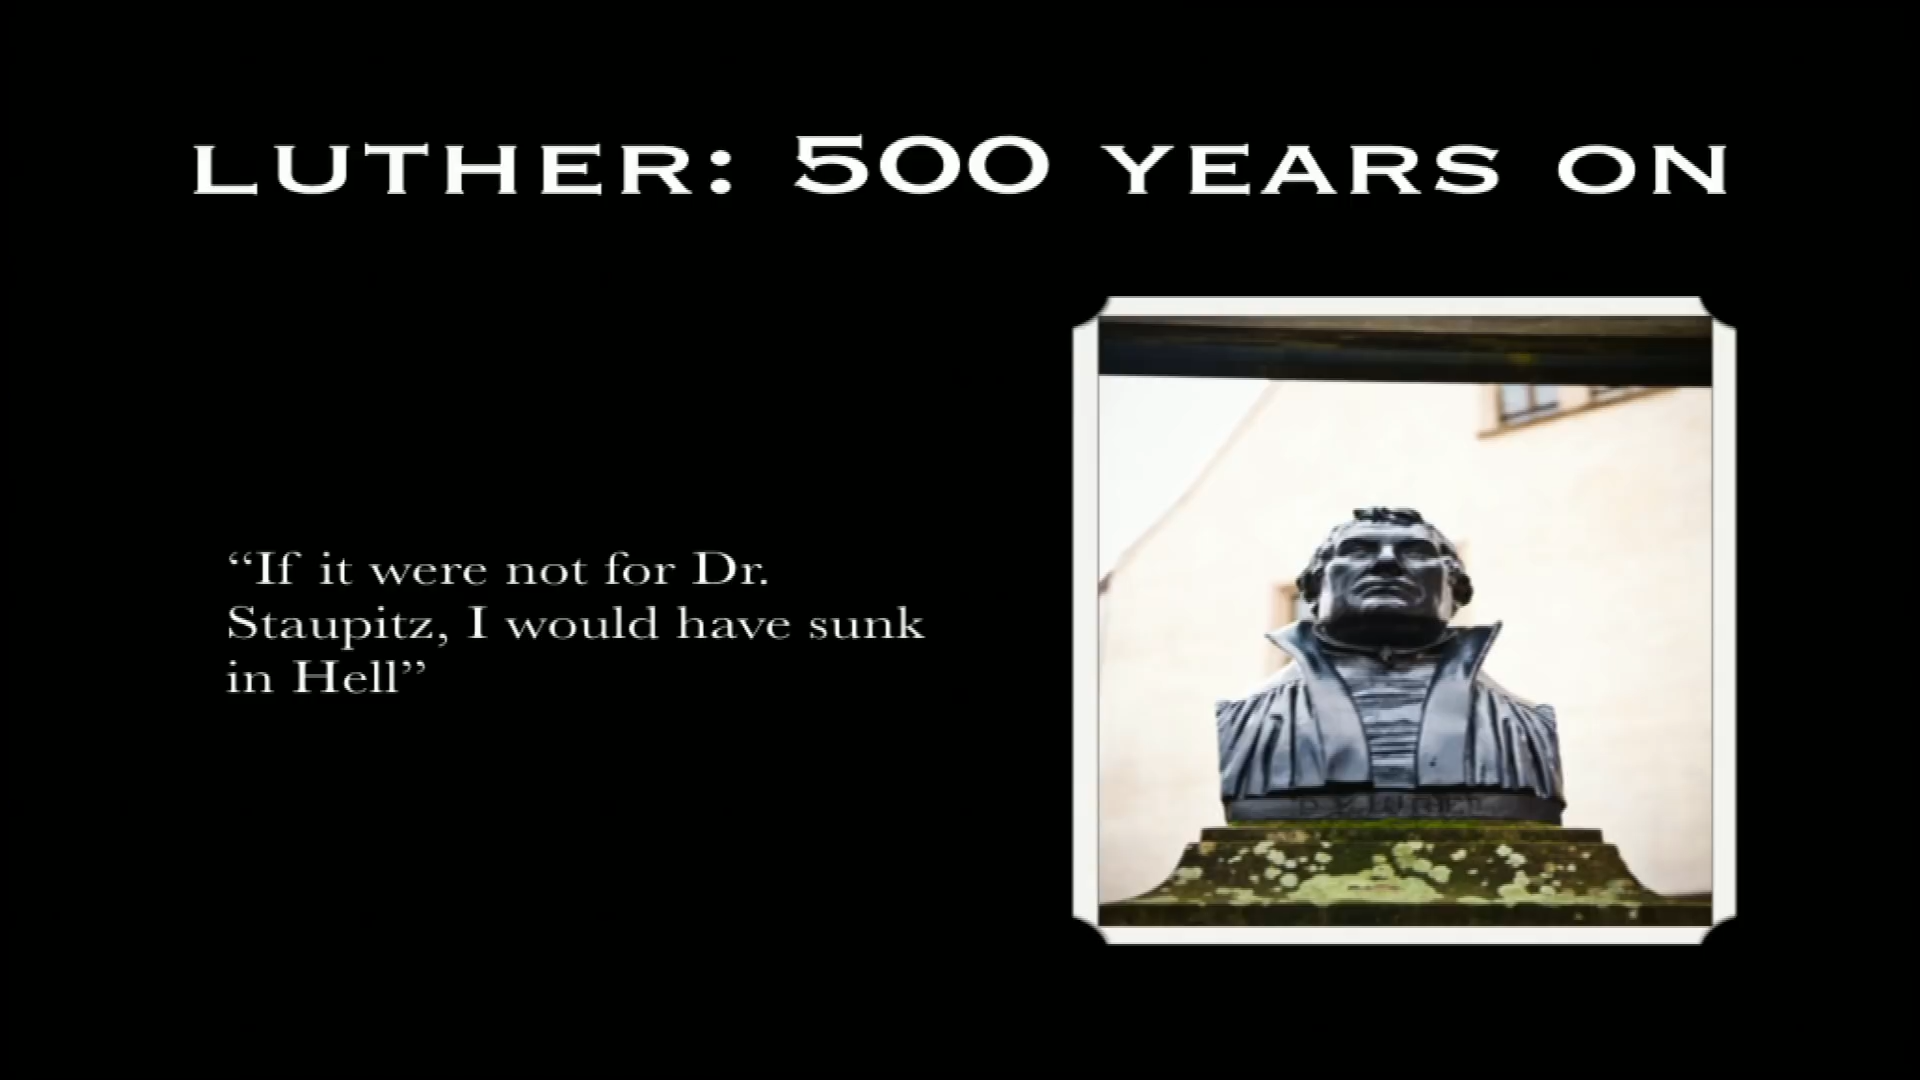 LUTHER: 500 YEARS ON
“If it were not for Dr.
Staupitz, I would have sunk
in Hell”